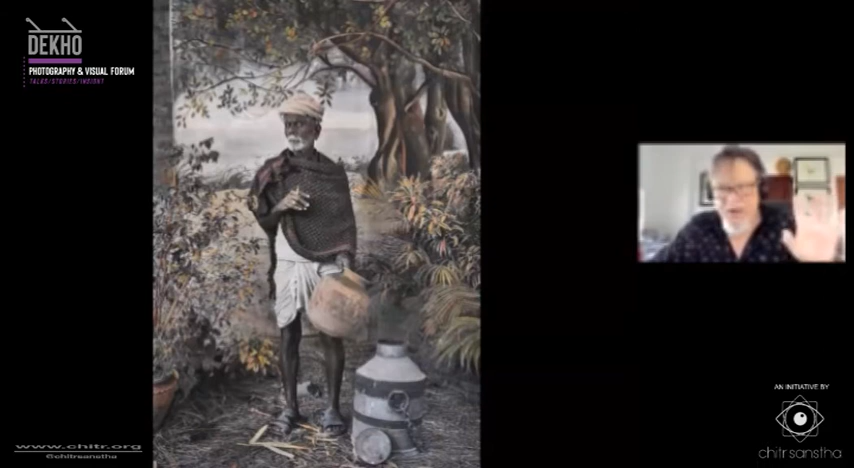 DEKHO
PHOTOGRAPHY & VISUAL FORUM
TALKS/STORIES/INSIGHT
www.chitr.org
@chitrsanstha
AN INITIATIVE BY
chitrsanstha